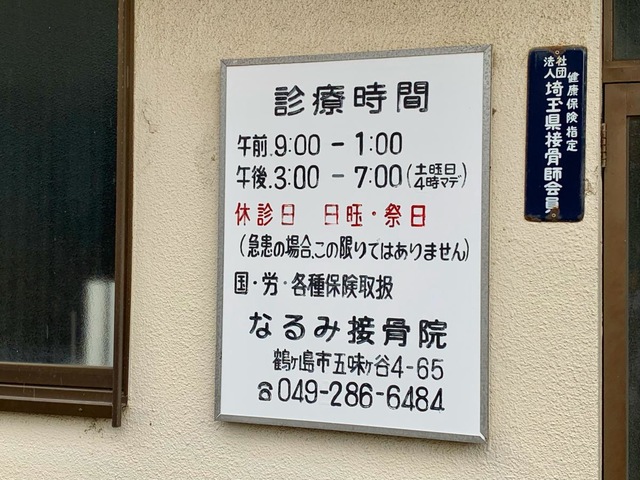 診療時間
午前.9:00 - 1:00
午後.3:00 - 7:00(土旺日4時マデ)
休診日 日旺・祭日
(急患の場合、この限りではありません)
国・労・各種保険取扱
なるみ接骨院
鶴ヶ島市五味ヶ谷4-65
☎049-286-6484
健康保険指定
社団法人埼玉県接骨師会員